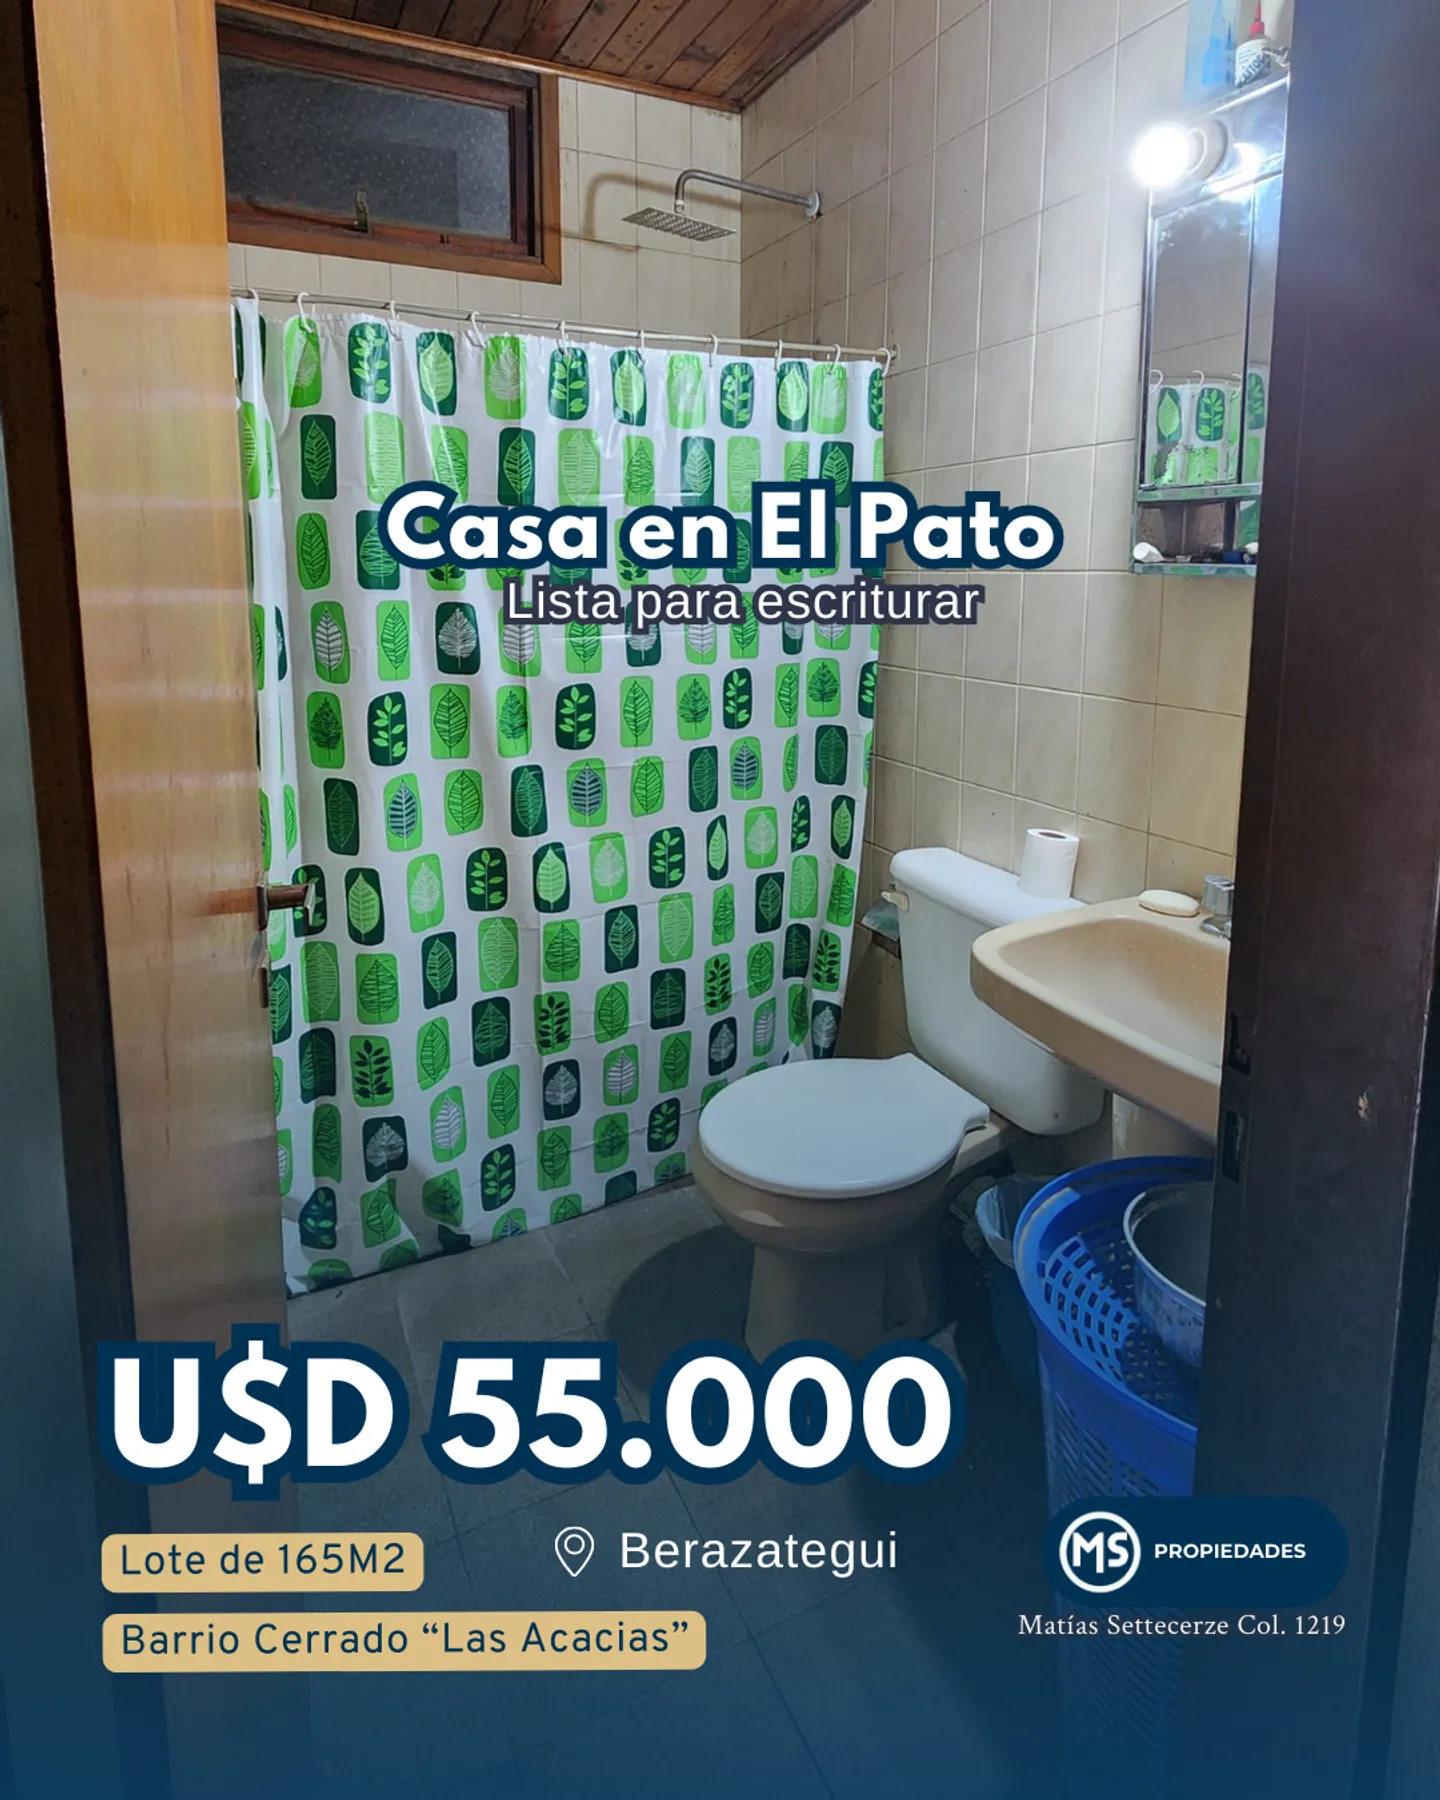 Casa en El Pato
Lista para escriturar
U$D 55.000
Lote de 165M2
Berazategui
Barrio Cerrado “Las Acacias”
MS PROPIEDADES
Matías Settecerze Col. 1219